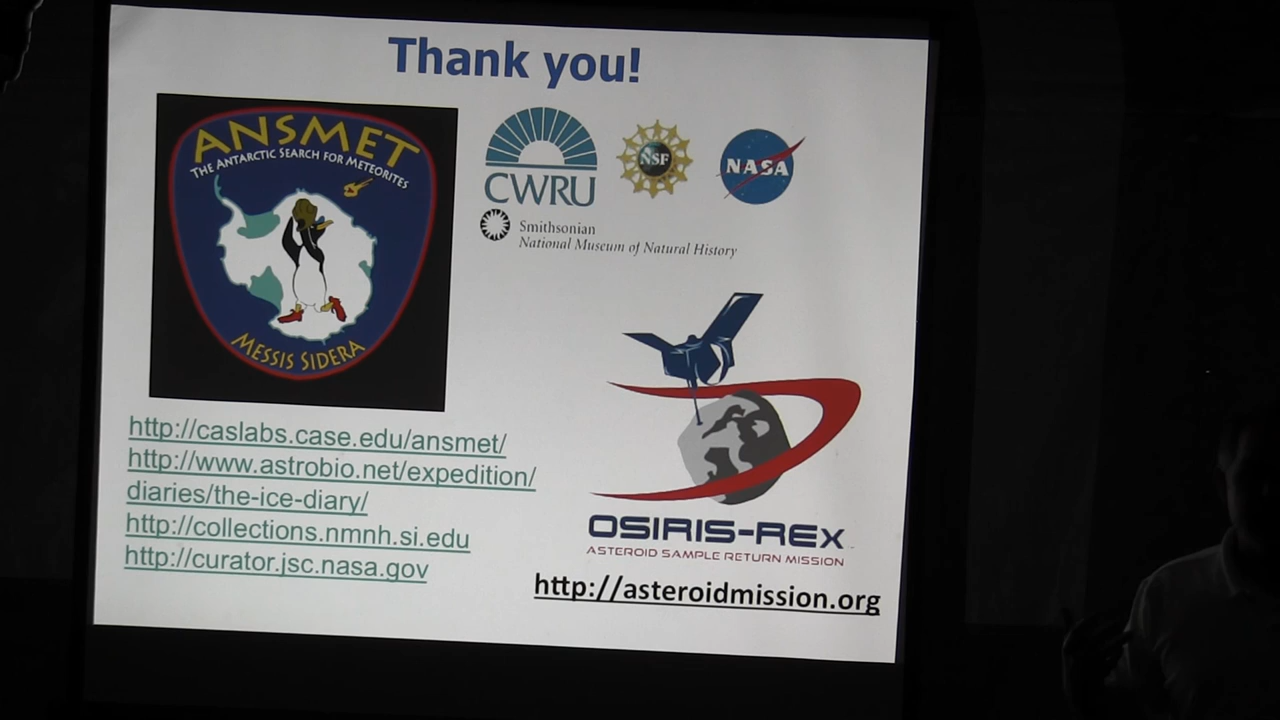 Thank you!
ANSMET
THE ANTARCTIC SEARCH FOR METEORITES
MESSIS SIDERA
CWRU
NSF
NASA
Smithsonian
National Museum of Natural History
http://caslabs.case.edu/ansmet/
http://www.astrobio.net/expedition/
diaries/the-ice-diary/
http://collections.nmnh.si.edu
http://curator.jsc.nasa.gov
OSIRIS-REx
ASTEROID SAMPLE RETURN MISSION
http://asteroidmission.org